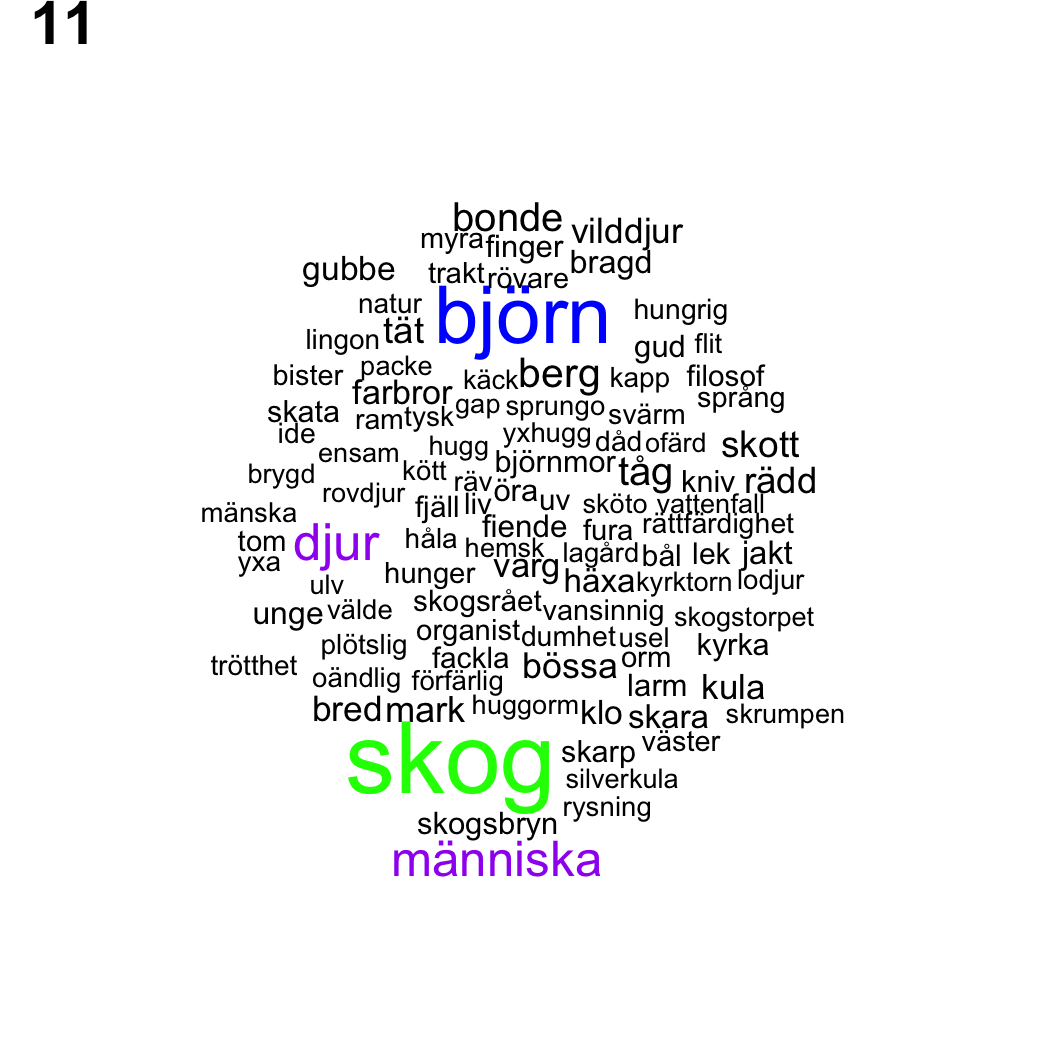 11
bonde
myra finger vilddjur
gubbe trakt rövare bragd
natur björn hungrig
lingon tät gud flit
bister packe käck berg kapp filosof
farbror språng
skata ram tysk gap sprungo svärm
ide hugg yxhugg dåd ofärd skott
ensam björnmor
brygd kött räv öra tåg kniv rädd
rovdjur fjäll liv uv sköto vattenfall
mänska fiende fura rättfärdighet
tom djur håla hemsk lagård bål lek jakt
yxa hunger varg häxa kyrktorn lodjur
ulv skogsrået
unge välde vansinnig skogstorpet
plötslig organist dumhet usel kyrka
trötthet fackla bössa orm
oändlig förfärlig larm kula
bred mark huggorm klo skara skrumpen
skog skarp väster
silverkula
rysning
skogsbryn
människa